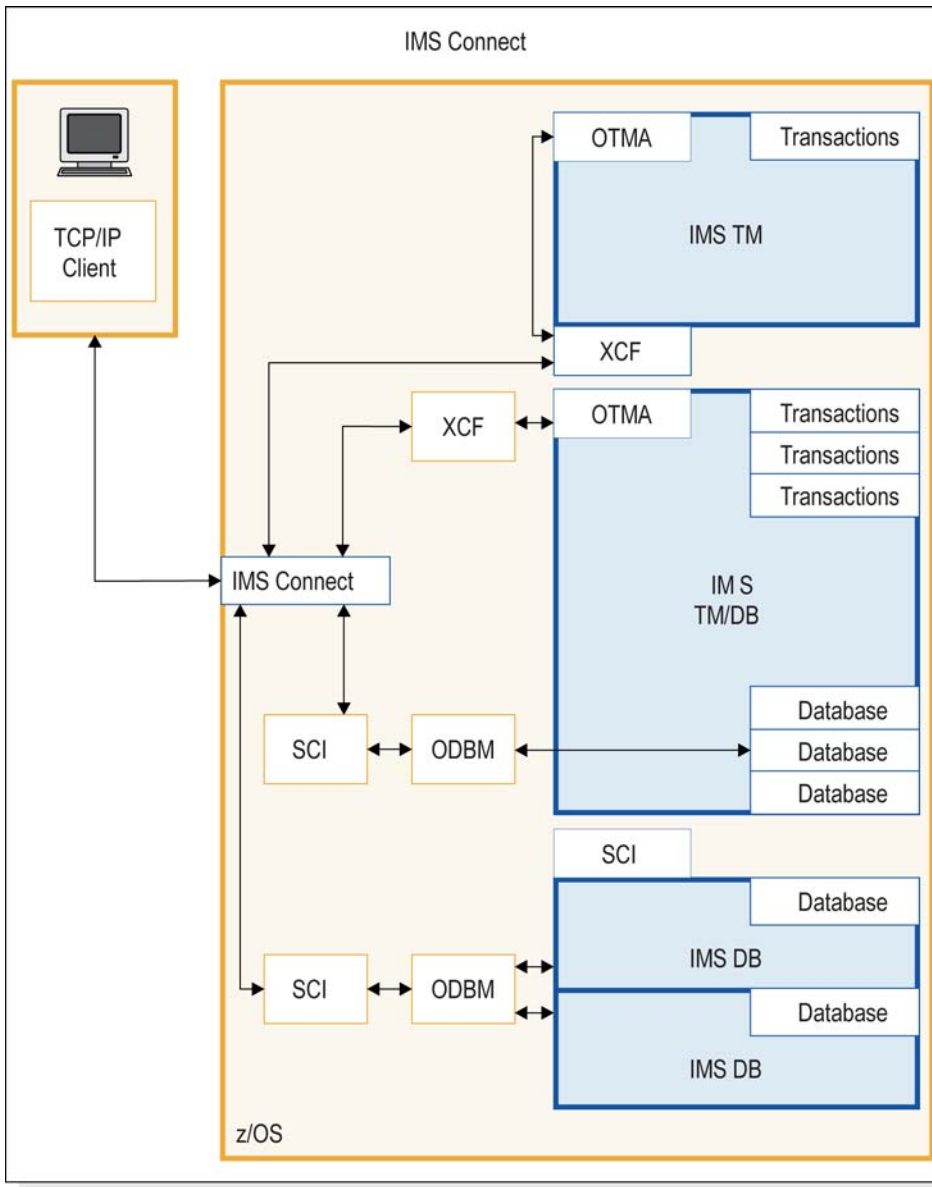 IMS Connect
TCP/IP
Client
OTMA
Transactions
IMS TM
XCF
XCF
OTMA
Transactions
Transactions
Transactions
IMS Connect
IM S
TM/DB
Database
SCI
ODBM
Database
Database
SCI
Database
IMS DB
SCI
ODBM
Database
IMS DB
z/OS